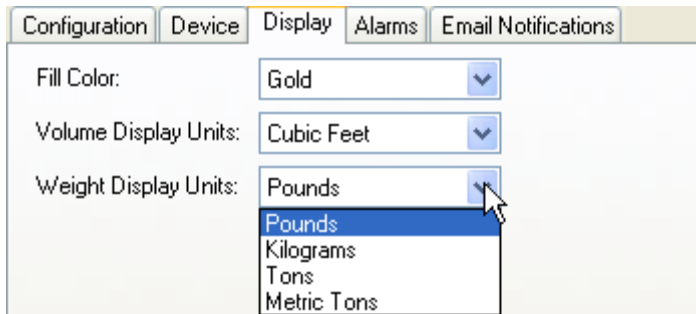 Configuration Device Display Alarms Email Notifications
Fill Color: Gold
Volume Display Units: Cubic Feet
Weight Display Units: Pounds
Pounds
Kilograms
Tons
Metric Tons